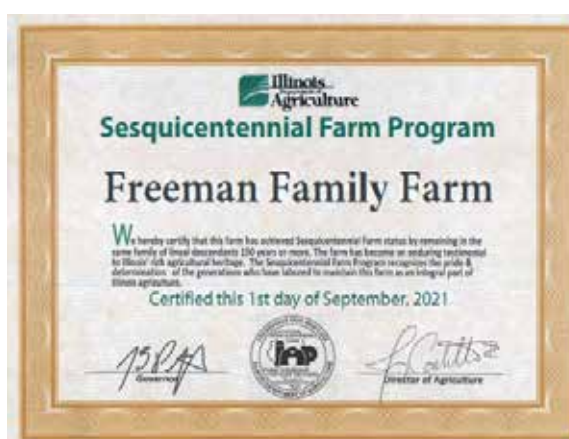 Illinois
Agriculture
Sesquicentennial Farm Program
Freeman Family Farm
We hereby certify that this farm has achieved Sesquicentennial Farm status by remaining in the
same family of lineal descendants 150 years or more. The farm has become an enduring testimonial
to Illinois' rich agricultural heritage. The Sesquicentennial Farm Program recognizes the pride &
determination of the generations who have labored to maintain this farm as an integral part of
Illinois agriculture.
Certified this 1st day of September, 2021
Governor
Director of Agriculture